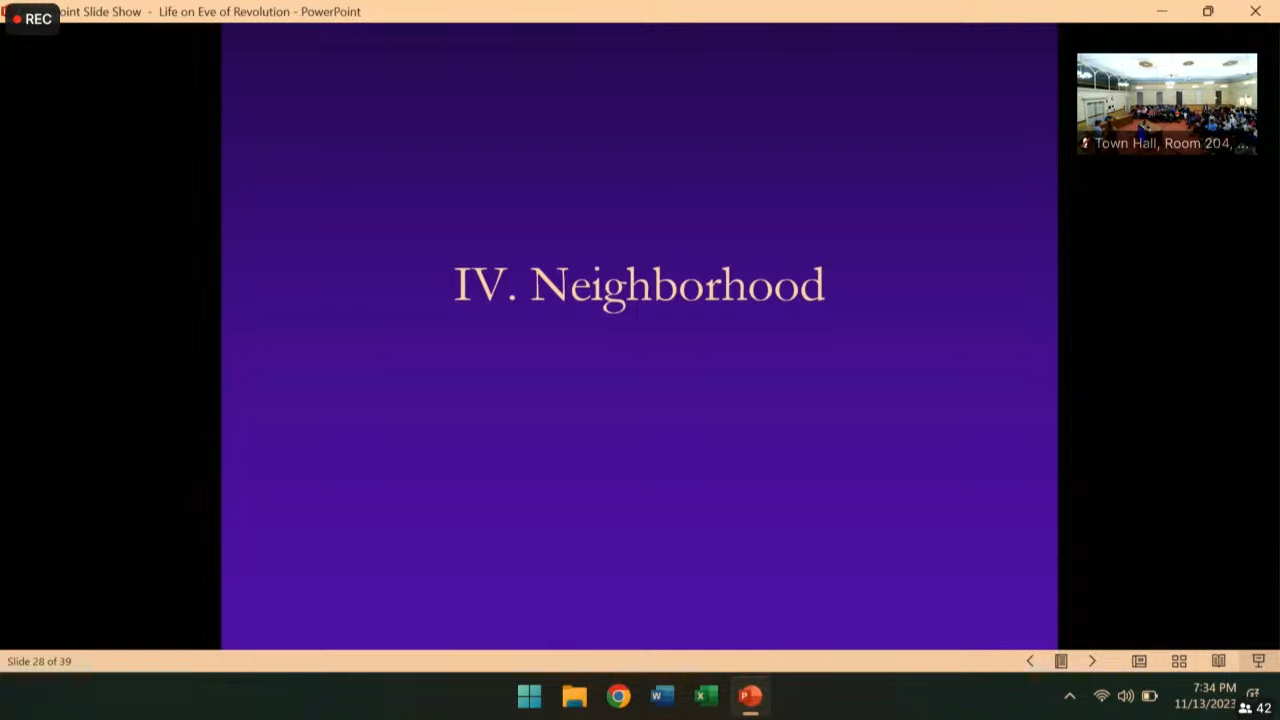 REC
oint Slide Show - Life on Eve of Revolution - PowerPoint
Town Hall, Room 204, ...
IV. Neighborhood
Slide 28 of 39
7:34 PM
11/13/2023
42